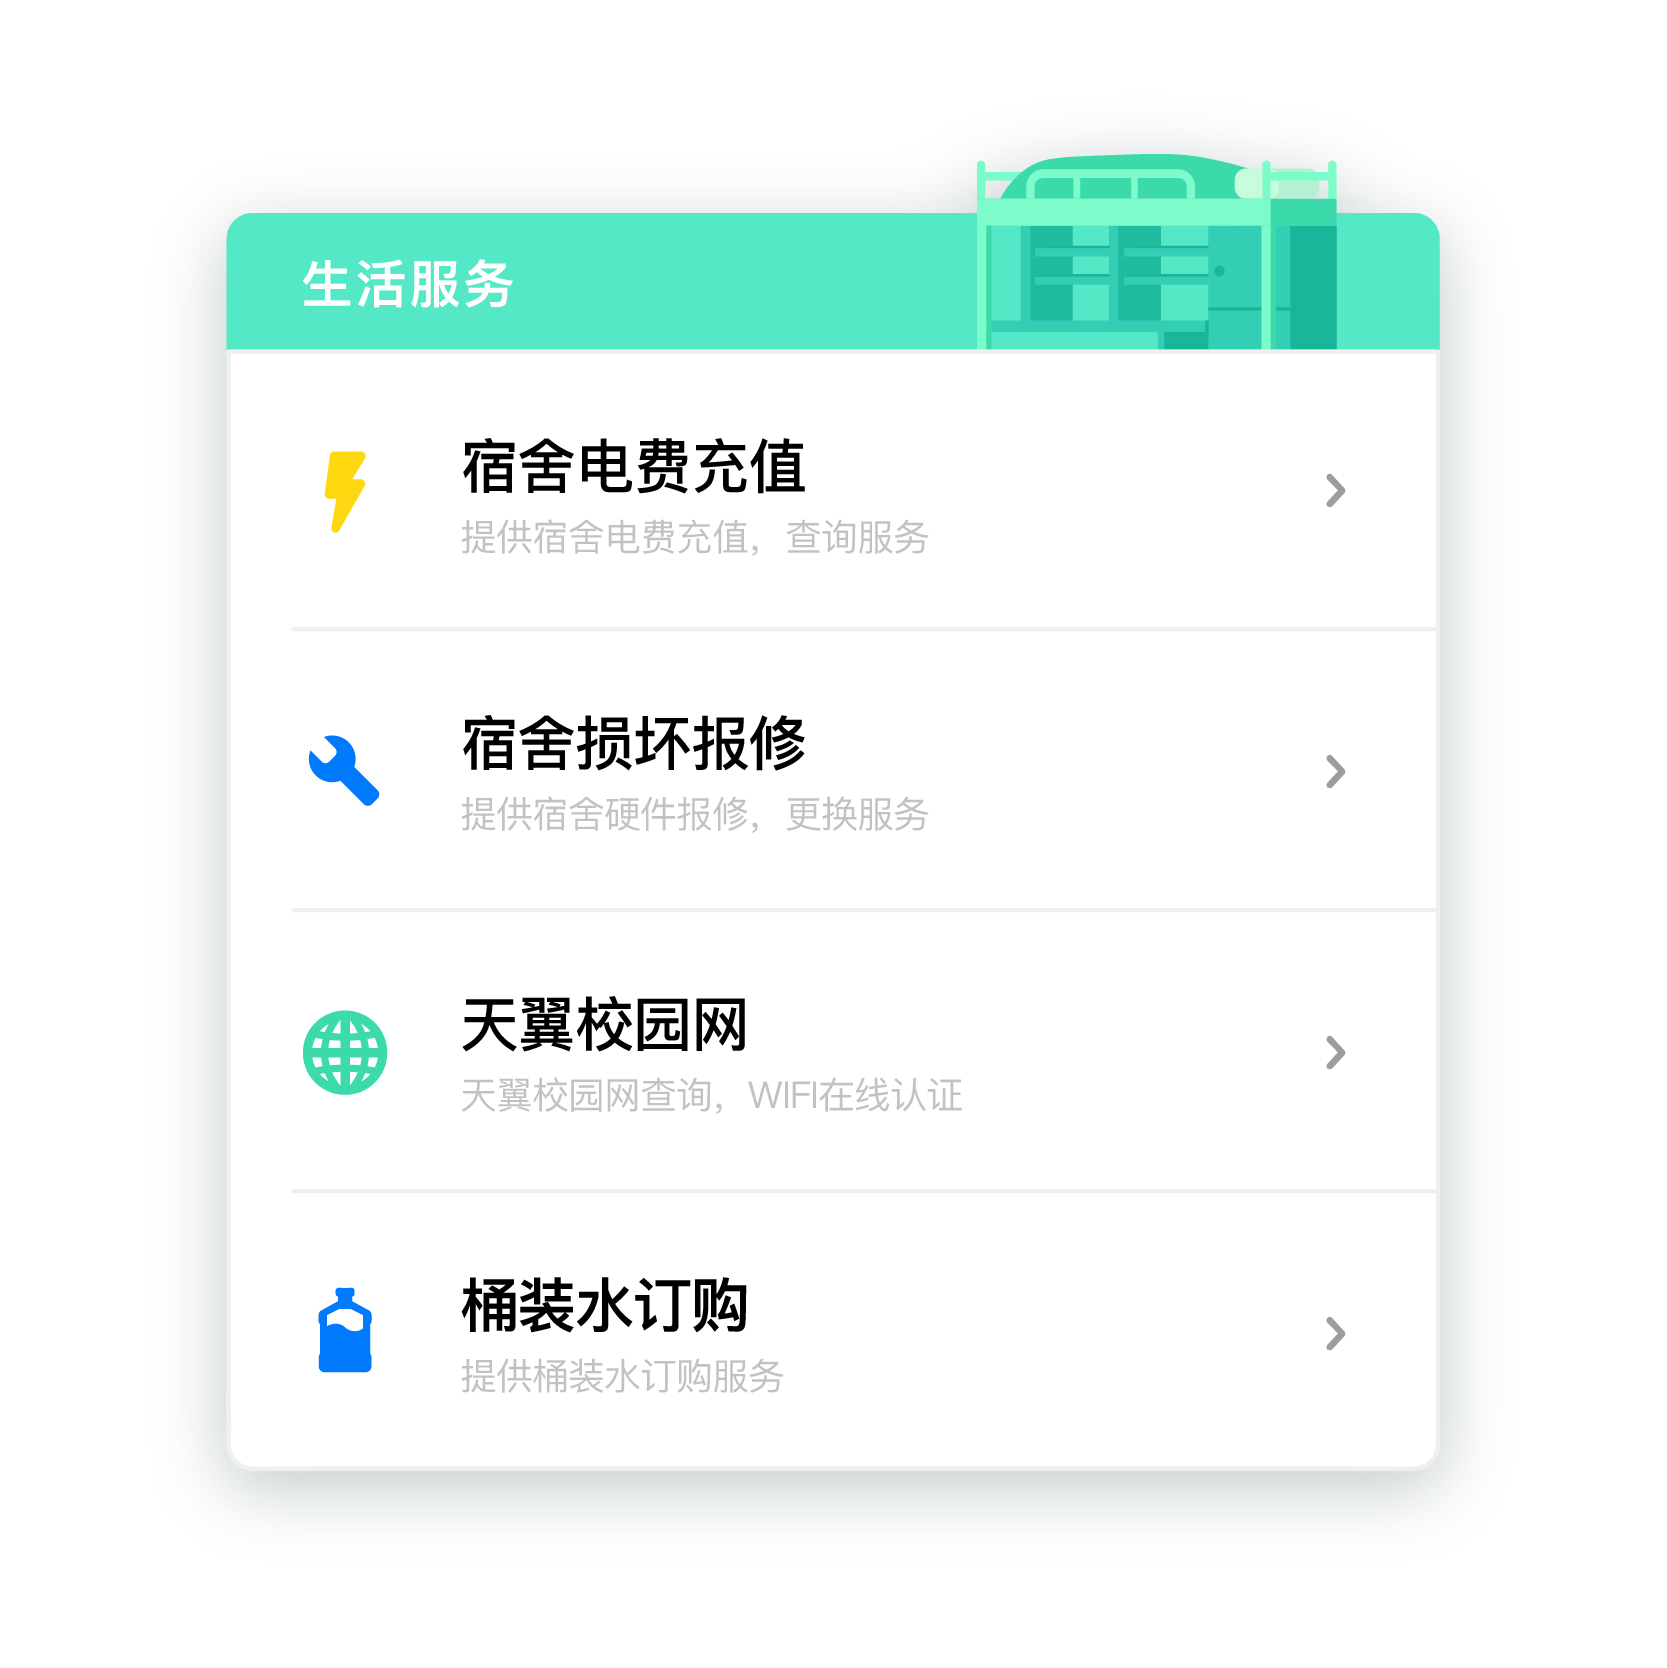 生活服务
宿舍电费充值
提供宿舍电费充值，查询服务
宿舍损坏报修
提供宿舍硬件报修，更换服务
天翼校园网
天翼校园网查询，WIFI在线认证
桶装水订购
提供桶装水订购服务